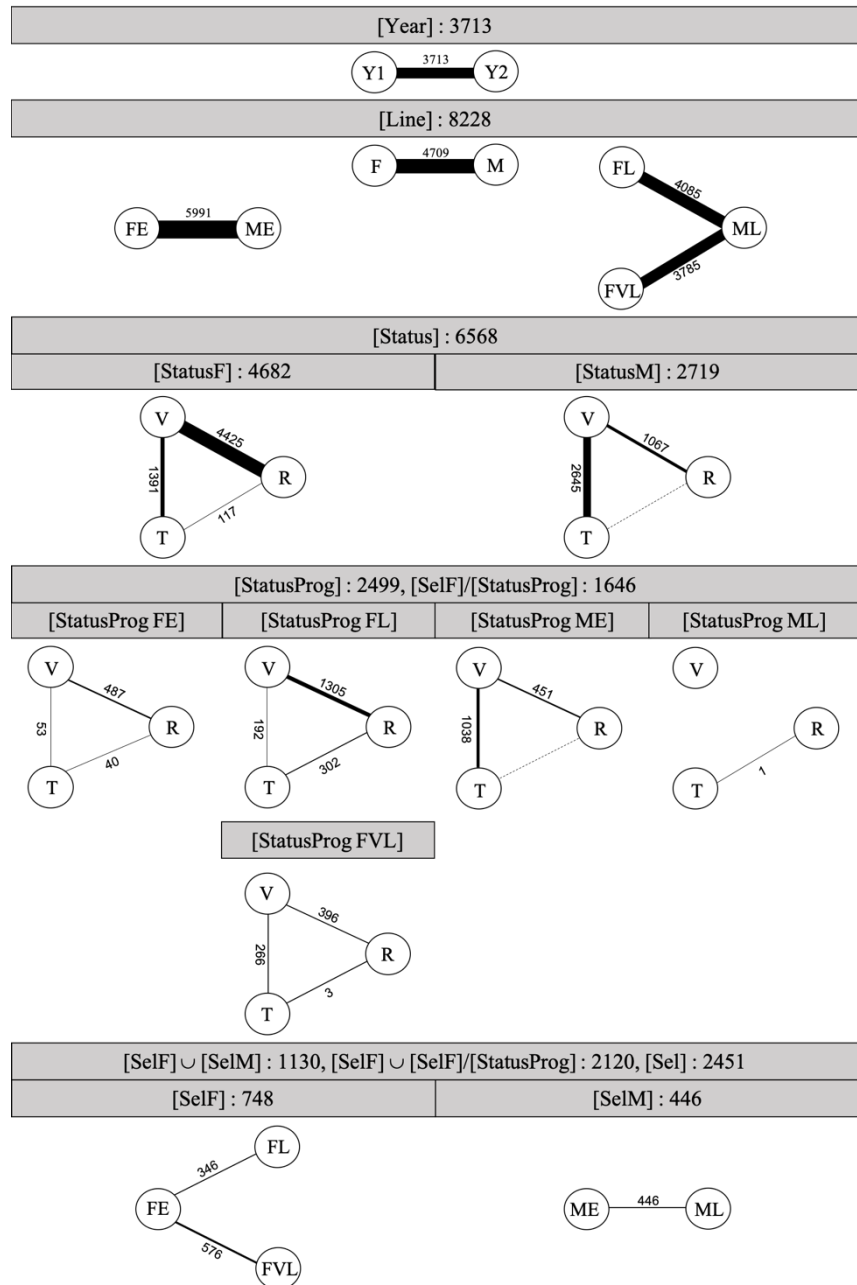 [Year] : 3713
Y1 3713 Y2
[Line] : 8228
F 4709 M
FL
4085
FE 5991 ME
ML
3785
FVL
[Status] : 6568
[StatusF] : 4682 [StatusM] : 2719
V V
4425 1067
1391 R 2645 R
117
T T
[StatusProg] : 2499, [SelF]/[StatusProg] : 1646
[StatusProg FE] [StatusProg FL] [StatusProg ME] [StatusProg ML]
V V V V
487 1305 451
53 R 192 R 1038 R R
40 302 1
T T T T
[StatusProg FVL]
V
396
266 R
3
T
[SelF] ∪ [SelM] : 1130, [SelF] ∪ [SelF]/[StatusProg] : 2120, [Sel] : 2451
[SelF] : 748 [SelM] : 446
FL
346
FE ME 446 ML
576
FVL